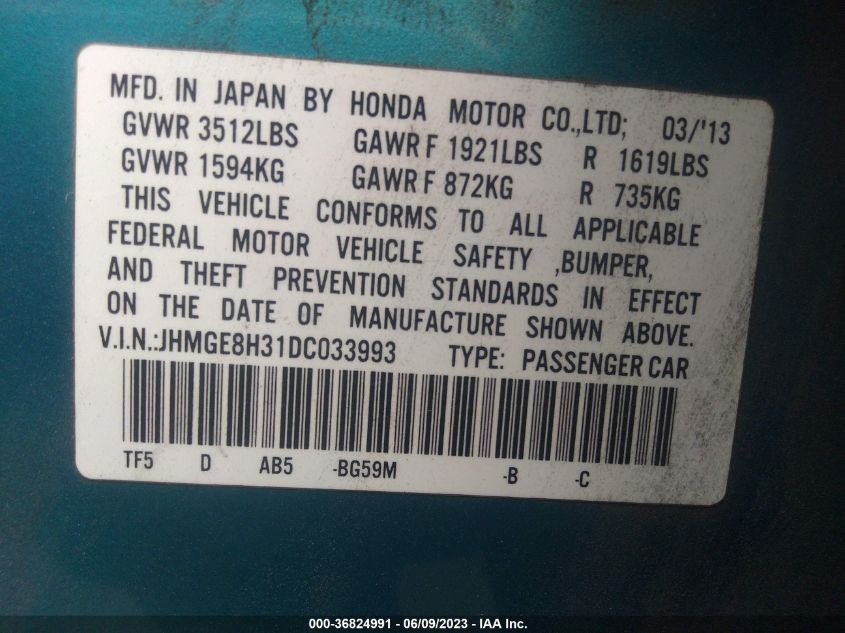 MFD. IN JAPAN BY HONDA MOTOR CO.,LTD; 03/'13
GVWR 3512LBS GAWR F 1921LBS R 1619LBS
GVWR 1594KG GAWR F 872KG R 735KG
THIS VEHICLE CONFORMS TO ALL APPLICABLE
FEDERAL MOTOR VEHICLE SAFETY ,BUMPER,
AND THEFT PREVENTION STANDARDS IN EFFECT
ON THE DATE OF MANUFACTURE SHOWN ABOVE.
V.I.N.:JHMGE8H31DC033993 TYPE: PASSENGER CAR
TF5 D AB5 -BG59M -B -C
000-36824991 - 06/09/2023 - IAA Inc.